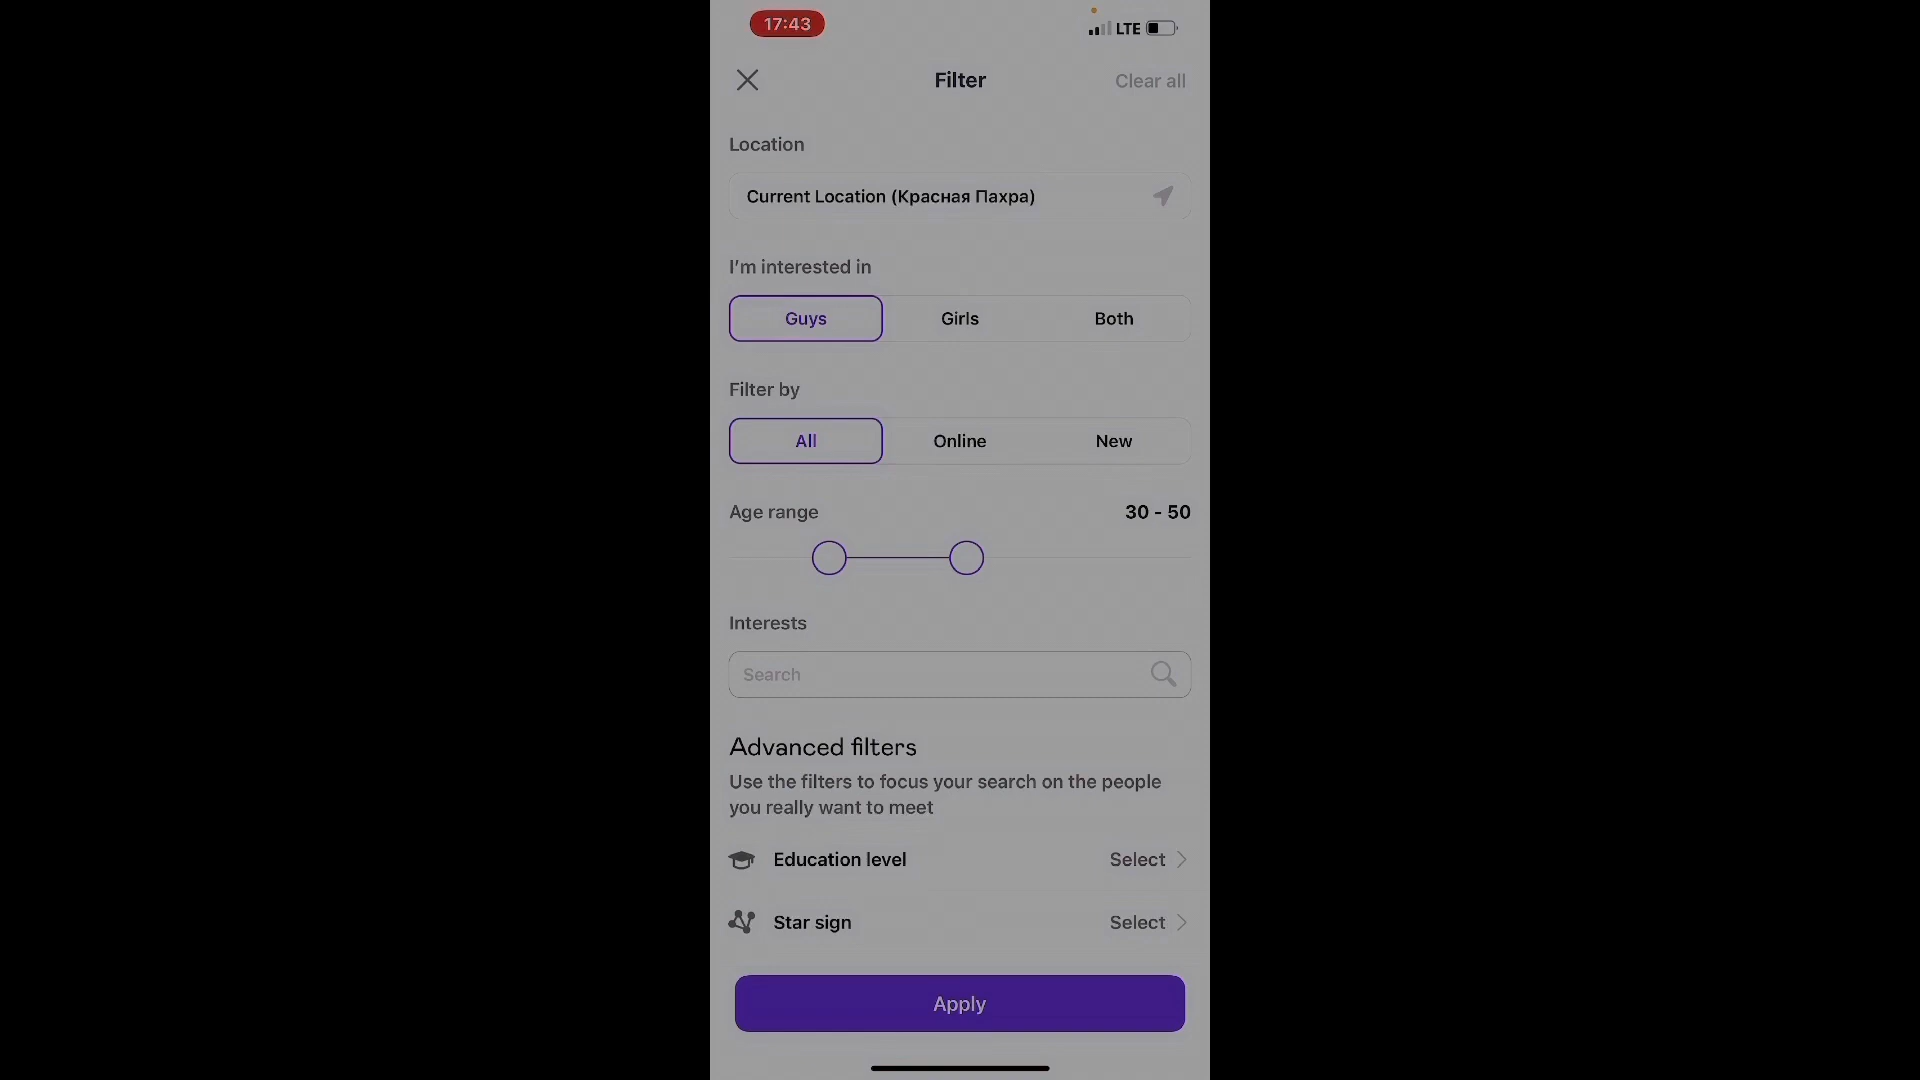 17:43
LTE
Filter
Clear all
Location
Current Location (Красная Пахра)
I'm interested in
Guys
Girls
Both
Filter by
All
Online
New
Age range
30 - 50
Interests
Search
Advanced filters
Use the filters to focus your search on the people
you really want to meet
Education level
Select
Star sign
Select
Apply